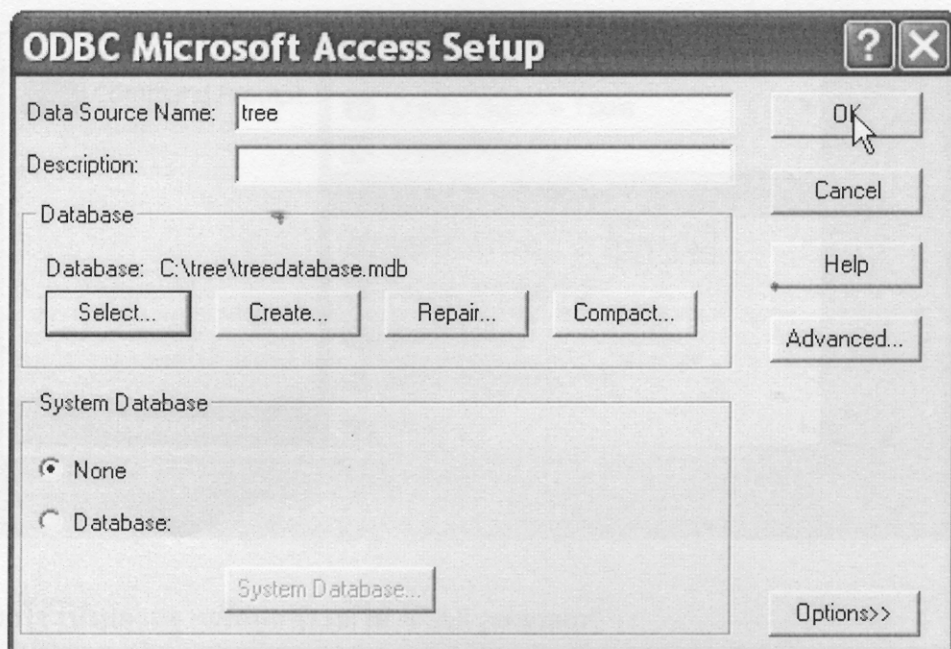 ODBC Microsoft Access Setup
Data Source Name: tree
OK
Description:
Cancel
Database
Database: C:\tree\treedatabase.mdb
Help
Select... Create... Repair... Compact...
Advanced...
System Database
None
Database:
System Database...
Options>>